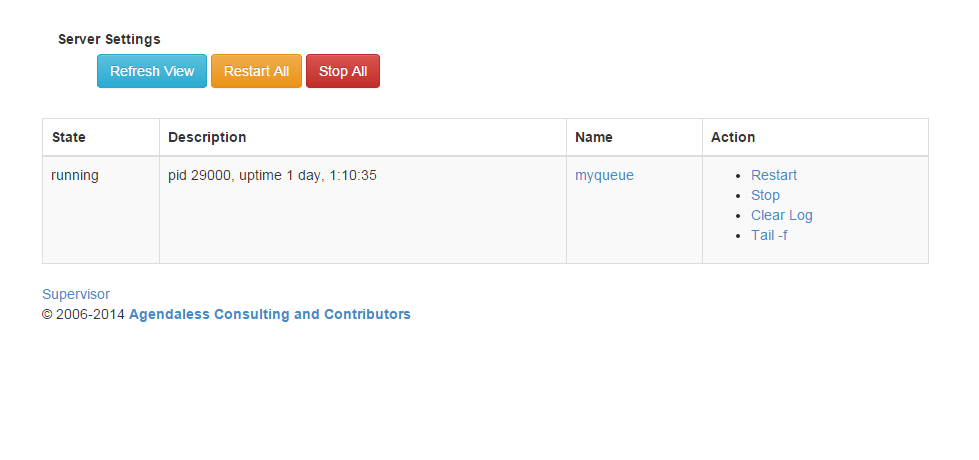 Server Settings
Refresh View Restart All Stop All
State Description Name Action
running pid 29000, uptime 1 day, 1:10:35 myqueue Restart
Stop
Clear Log
Tail -f
Supervisor
© 2006-2014 Agendaless Consulting and Contributors